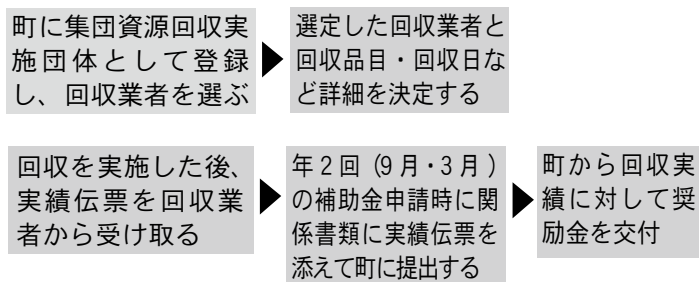 町に集団資源回収実
施団体として登録
し、回収業者を選ぶ
選定した回収業者と
回収品目・回収日な
ど詳細を決定する
回収を実施した後、
実績伝票を回収業
者から受け取る
年2回(9月・3月)
の補助金申請時に関
係書類に実績伝票を
添えて町に提出する
町から回収実
績に対して奨
励金を交付